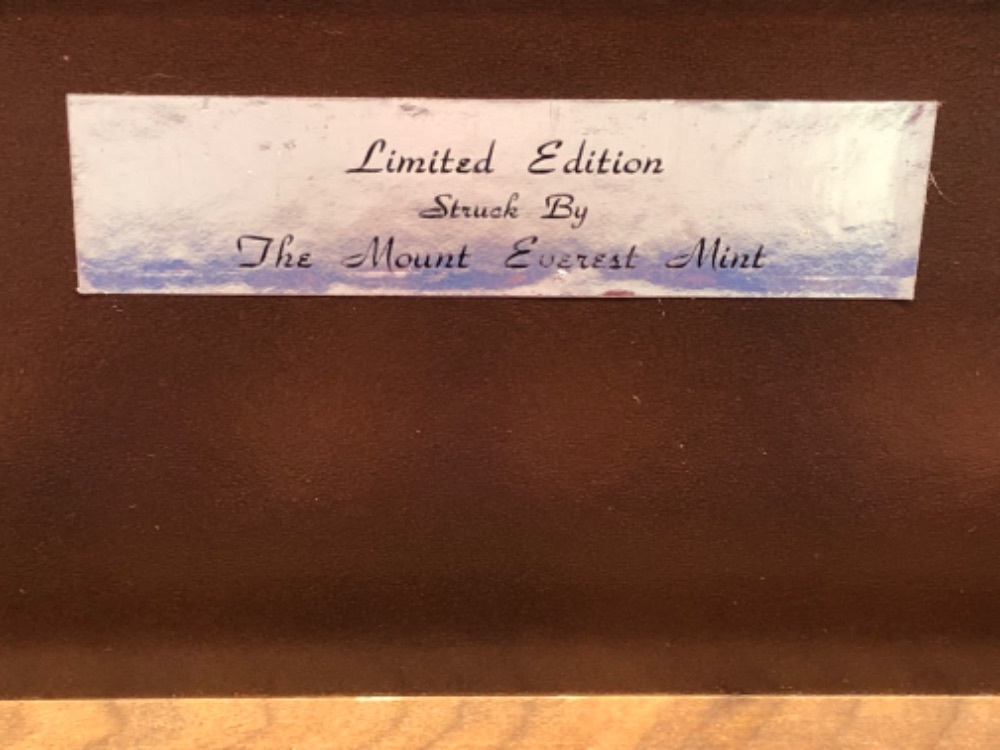 Limited Edition
Struck By
The Mount Everest Mint